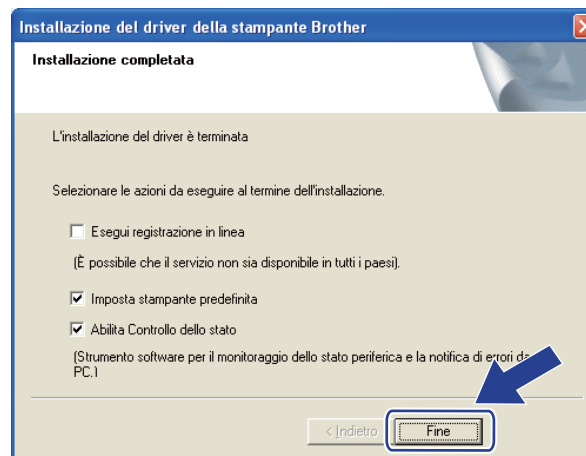 Installazione del driver della stampante Brother
Installazione completata
L'installazione del driver è terminata
Selezionare le azioni da eseguire al termine dell'installazione.
Esegui registrazione in linea
(È possibile che il servizio non sia disponibile in tutti i paesi).
Imposta stampante predefinita
Abilita Controllo dello stato
(Strumento software per il monitoraggio dello stato periferica e la notifica di errori da
PC.)
< Indietro
Fine